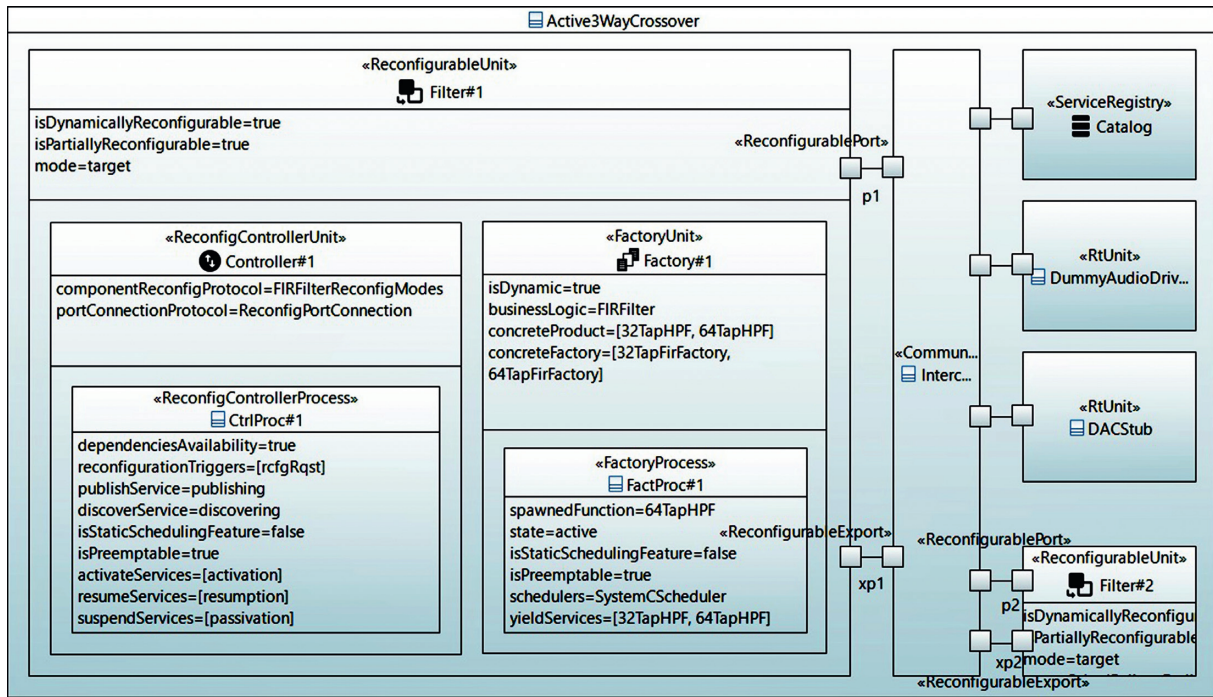 Active3WayCrossover
«ReconfigurableUnit»
Filter#1
isDynamicallyReconfigurable=true
isPartiallyReconfigurable=true
mode=target
«ReconfigurablePort»
p1
«ReconfigControllerUnit»
Controller#1
componentReconfigProtocol=FIRFilterReconfigModes
portConnectionProtocol=ReconfigPortConnection
«ReconfigControllerProcess»
CtrlProc#1
dependenciesAvailability=true
reconfigurationTriggers=[rcfgRqst]
publishService=publishing
discoverService=discovering
isStaticSchedulingFeature=false
isPreemptable=true
activateServices=[activation]
resumeServices=[resumption]
suspendServices=[passivation]
«FactoryUnit»
Factory#1
isDynamic=true
businessLogic=FIRFilter
concreteProduct=[32TapHPF, 64TapHPF]
concreteFactory=[32TapFirFactory,
64TapFirFactory]
«FactoryProcess»
FactProc#1
spawnedFunction=64TapHPF
state=active
isStaticSchedulingFeature=false
isPreemptable=true
schedulers=SystemCScheduler
yieldServices=[32TapHPF, 64TapHPF]
«ReconfigurableExport»
xp1
«Commun...
Interc...
«ServiceRegistry»
Catalog
«RtUnit»
DummyAudioDriv...
«RtUnit»
DACStub
«ReconfigurablePort»
p2
«ReconfigurableUnit»
Filter#2
isDynamicallyReconfigu
PartiallyReconfigurable
mode=target
xp2
«ReconfigurableExport»